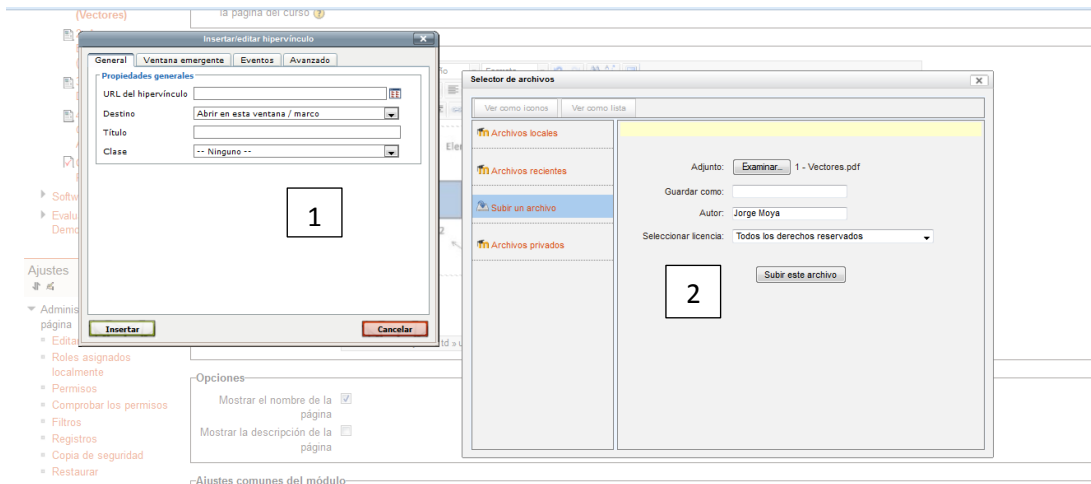 (Vectores)
la página del curso
Insertar/editar hipervínculo
General Ventana emergente Eventos Avanzado
Propiedades generales
URL del hipervínculo
Destino Abrir en esta ventana / marco
Título
Clase -- Ninguno --
1
Insertar Cancelar
Selector de archivos
Ver como iconos Ver como lista
Archivos locales
Archivos recientes
Subir un archivo
Archivos privados
Adjunto: Examinar... 1 - Vectores.pdf
Guardar como:
Autor: Jorge Moya
Seleccionar licencia: Todos los derechos reservados
Subir este archivo
2
Ajustes
página
Roles asignados
localmente
Permisos
Comprobar los permisos
Filtros
Registros
Copia de seguridad
Restaurar
Opciones
Mostrar el nombre de la
página
Mostrar la descripción de la
página
Ajustes comunes del módulo